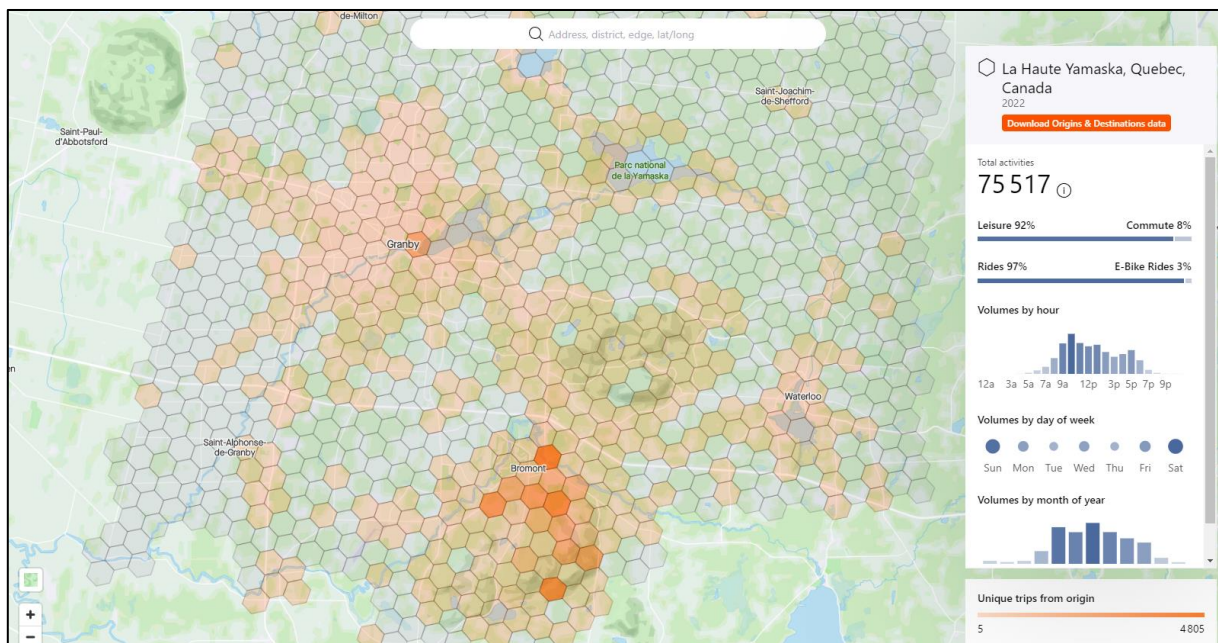 de-Milton
Address, district, edge, lat/long
Saint-Paul-
d'Abbotsford
Saint-Joachim-
de-Shefford
Parc national
de la Yamaska
Granby
Waterloo
Saint-Alphonse-
de-Granby
Bromont
en
La Haute Yamaska, Quebec,
Canada
2022
Download Origins & Destinations data
Total activities
75 517
Leisure 92% Commute 8%
Rides 97% E-Bike Rides 3%
Volumes by hour
12a 3a 5a 7a 9a 12p 3p 5p 7p 9p
Volumes by day of week
Sun Mon Tue Wed Thu Fri Sat
Volumes by month of year
Unique trips from origin
5 4 805
+
−